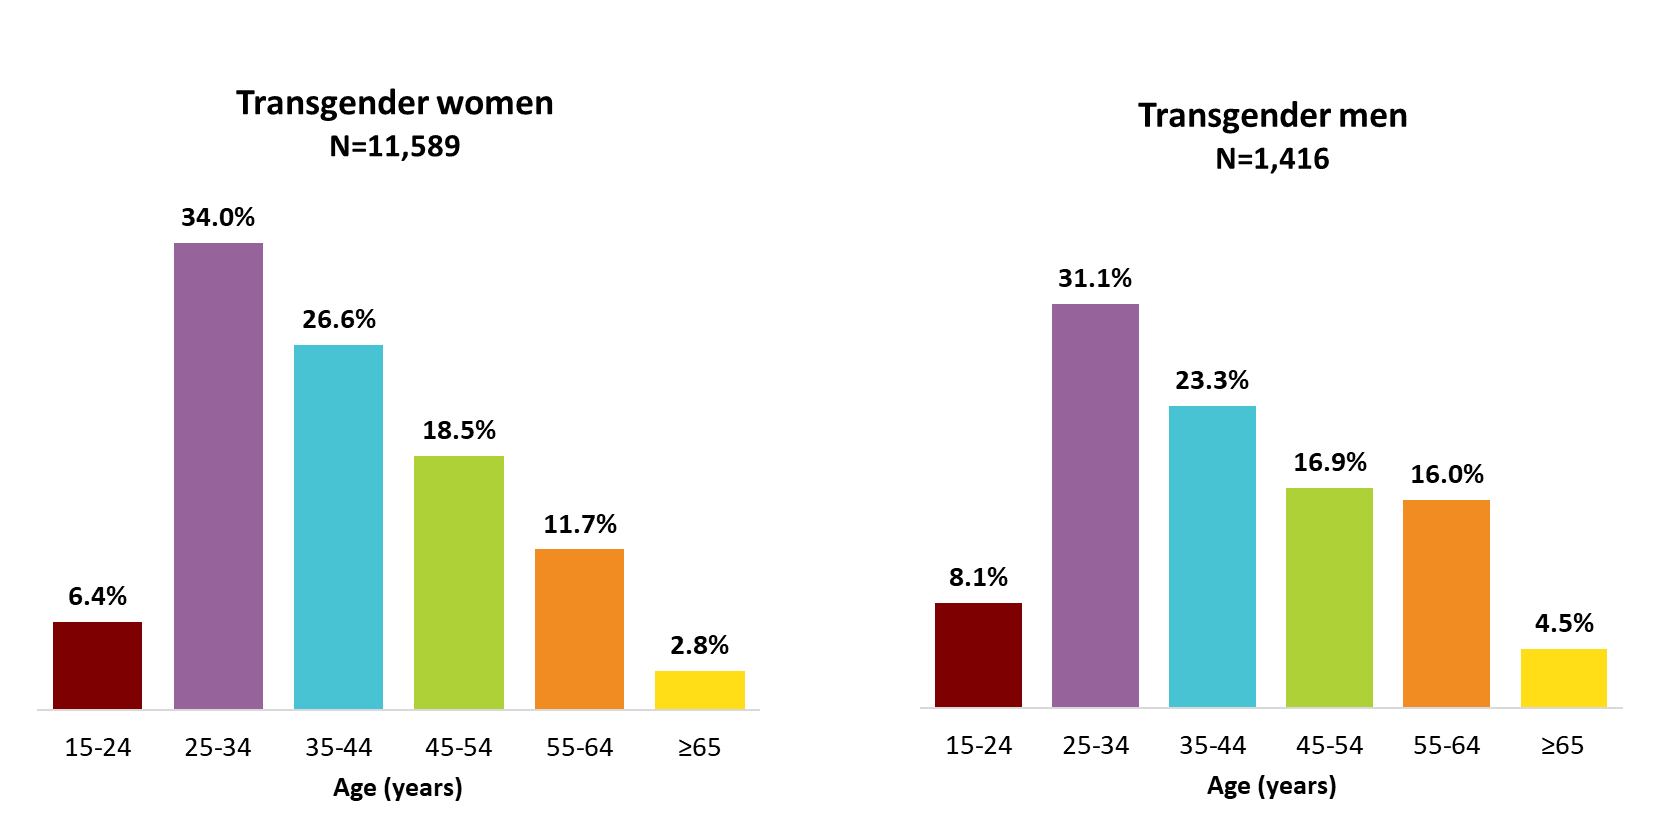 Transgender women
N=11,589
34.0%
26.6%
18.5%
11.7%
6.4%
2.8%
15-24 25-34 35-44 45-54 55-64 ≥65
Age (years)
Transgender men
N=1,416
31.1%
23.3%
16.9%
16.0%
8.1%
4.5%
15-24 25-34 35-44 45-54 55-64 ≥65
Age (years)